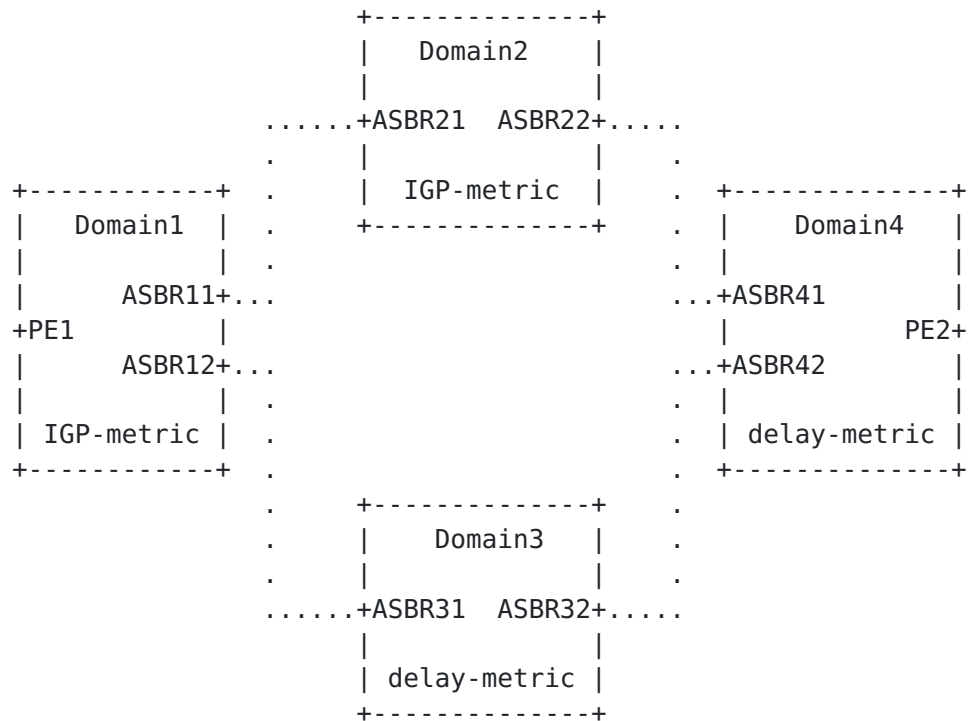 +--------------+
                      |   Domain2    |
                      |              |
                ......+ASBR21  ASBR22+.....
                .     |              |    .
+------------+  .     |  IGP-metric  |    .  +--------------+
|   Domain1  |  .     +--------------+    .  |    Domain4   |
|            |  .                         .  |              |
|      ASBR11+...                         ...+ASBR41        |
+PE1         |                               |           PE2+
|      ASBR12+...                         ...+ASBR42        |
|            |  .                         .  |              |
| IGP-metric |  .                         .  | delay-metric |
+------------+  .                         .  +--------------+
                .     +--------------+    .
                .     |    Domain3   |    .
                .     |              |    .
                ......+ASBR31  ASBR32+.....
                      |              |
                      | delay-metric |
                      +--------------+